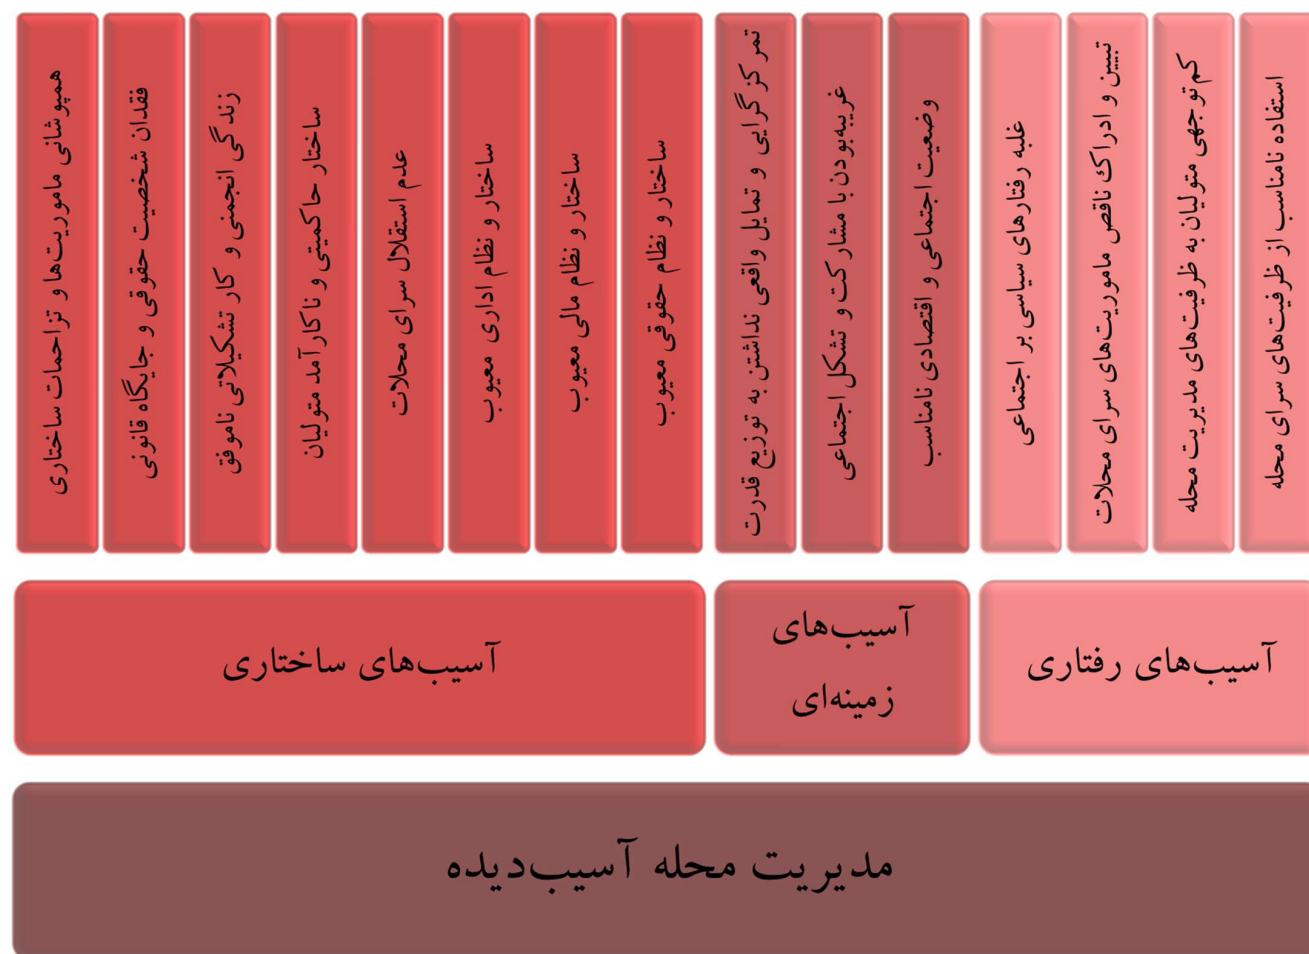 استفاده نامناسب از ظرفیت‌های سرای محله
کم‌توجهی متولیان به ظرفیت‌های مدیریت محله
تبیین و ادراک ناقص ماموریت‌های سرای محلات
غلبه رفتارهای سیاسی بر اجتماعی
وضعیت اجتماعی و اقتصادی نامناسب
غریبه‌بودن با مشارکت و تشکل اجتماعی
تمرکزگرایی و تمایل واقعی نداشتن به توزیع قدرت
ساختار و نظام حقوقی معیوب
ساختار و نظام مالی معیوب
ساختار و نظام اداری معیوب
عدم استقلال سرای محلات
ساختار حاکمیتی و ناکارآمد متولیان
زندگی انجمنی و کار تشکیلاتی ناموفق
فقدان شخصیت حقوقی و جایگاه قانونی
همپوشانی ماموریت‌ها و تزاحمات ساختاری
آسیب‌های رفتاری
آسیب‌های
زمینه‌ای
آسیب‌های ساختاری
مدیریت محله آسیب‌دیده